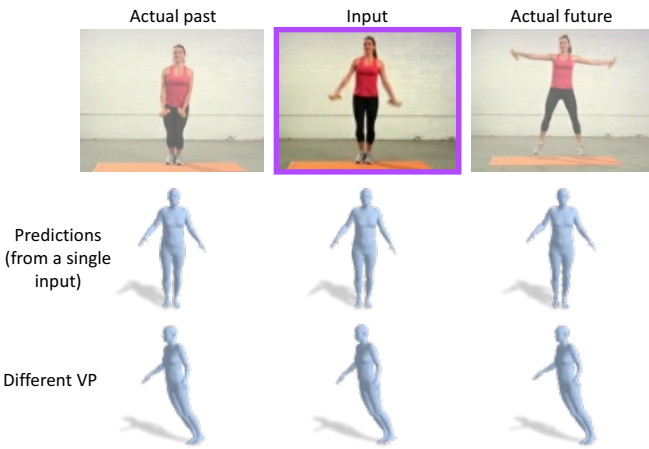 Actual past
Input
Actual future
Predictions
(from a single
input)
Different VP